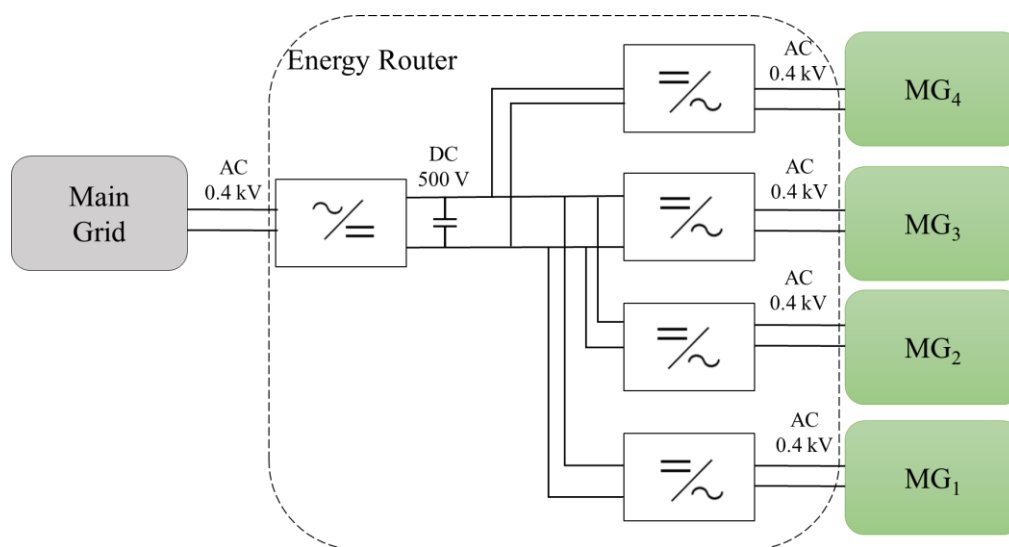 Energy Router
AC
0.4 kV
MG₄
Main
Grid
AC
0.4 kV
DC
500 V
AC
0.4 kV
MG₃
AC
0.4 kV
MG₂
AC
0.4 kV
MG₁